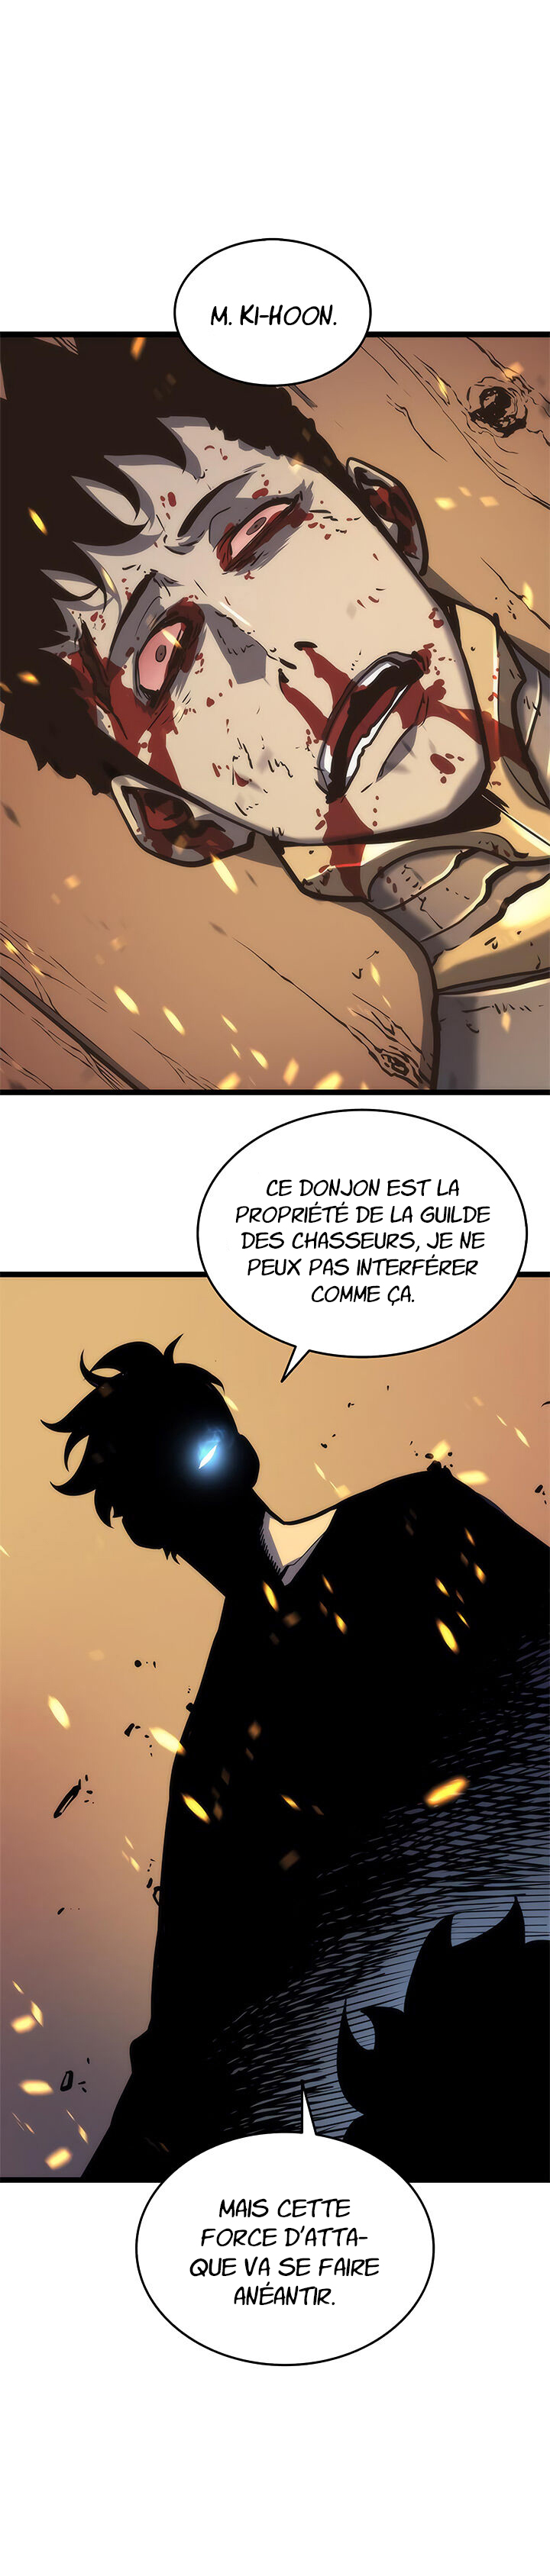 M. KI-HOON.
CE DONJON EST LA
PROPRIÉTÉ DE LA GUILDE
DES CHASSEURS, JE NE
PEUX PAS INTERFÉRER
COMME ÇA.
MAIS CETTE
FORCE D'ATTA-
QUE VA SE FAIRE
ANÉANTIR.